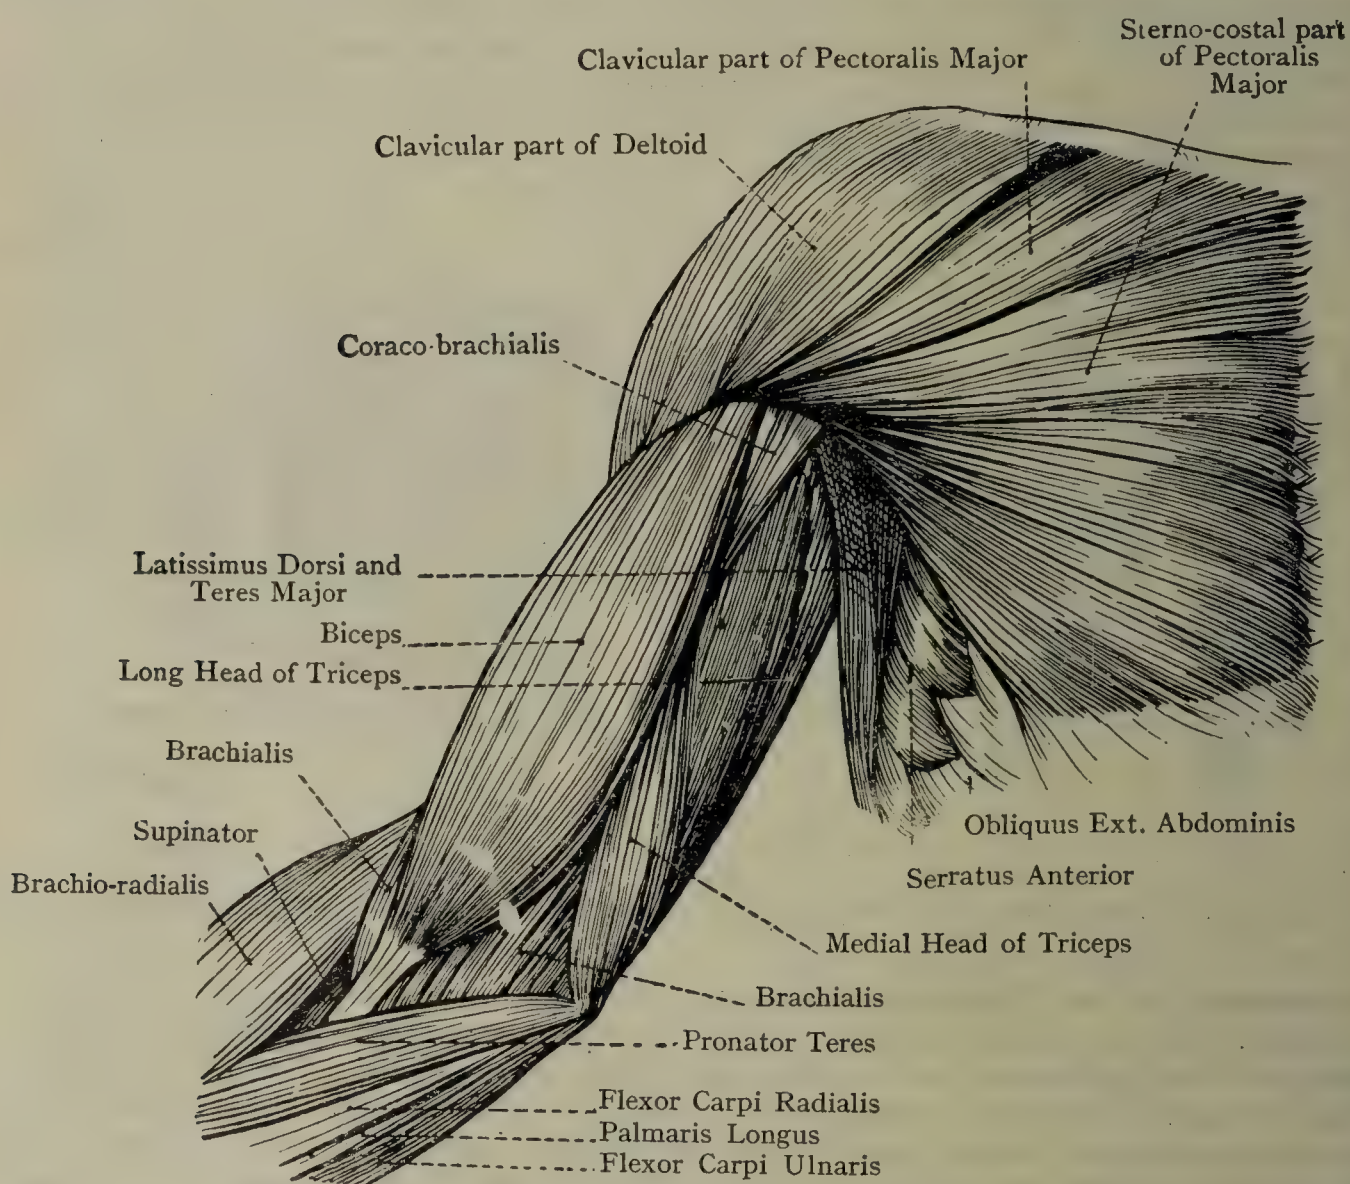 Sterno-costal part
of Pectoralis
Major
Clavicular part of Pectoralis Major
Clavicular part of Deltoid
Coraco-brachialis
Latissimus Dorsi and
Teres Major
Biceps
Long Head of Triceps
Brachialis
Supinator
Brachio-radialis
Obliquus Ext. Abdominis
Serratus Anterior
Medial Head of Triceps
Brachialis
Pronator Teres
Flexor Carpi Radialis
Palmaris Longus
Flexor Carpi Ulnaris